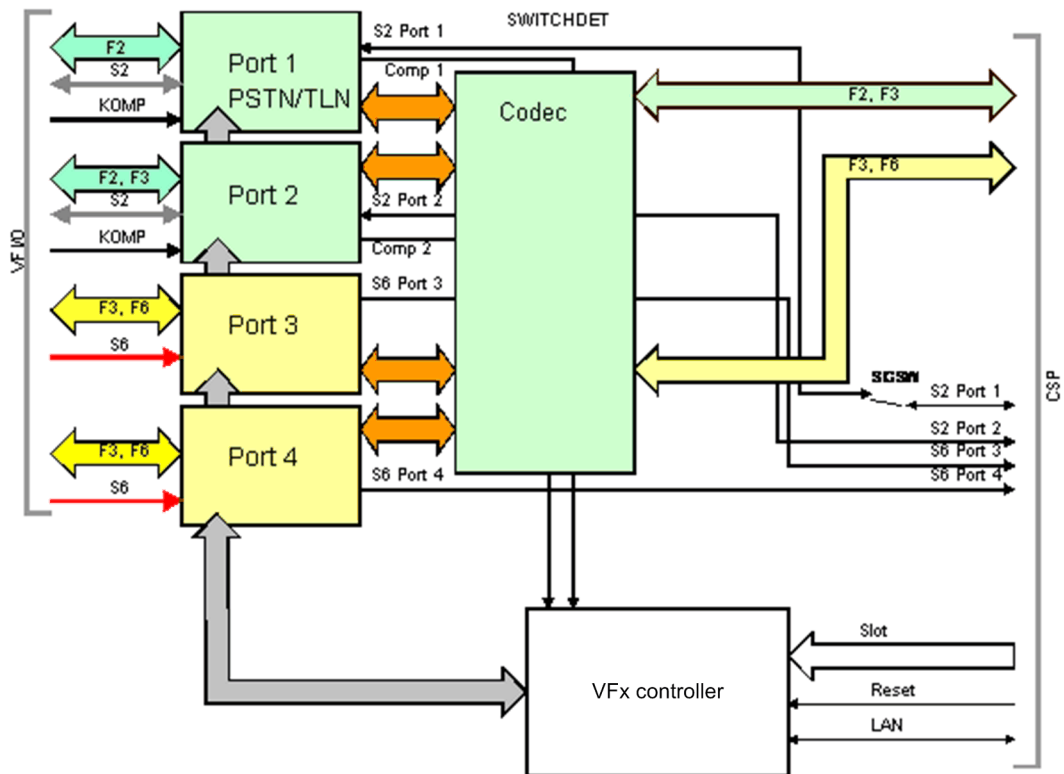 SWITCHDET
F2
S2
KOMP
Port 1
PSTN/TLN
S2 Port 1
Comp 1
Codec
F2, F3
F3, F6
F2, F3
S2
KOMP
Port 2
S2 Port 2
Comp 2
F3, F6
S6
Port 3
S6 Port 3
F3, F6
S6
Port 4
S6 Port 4
SGSW
S2 Port 1
S2 Port 2
S6 Port 3
S6 Port 4
CSP
VFx controller
Slot
Reset
LAN